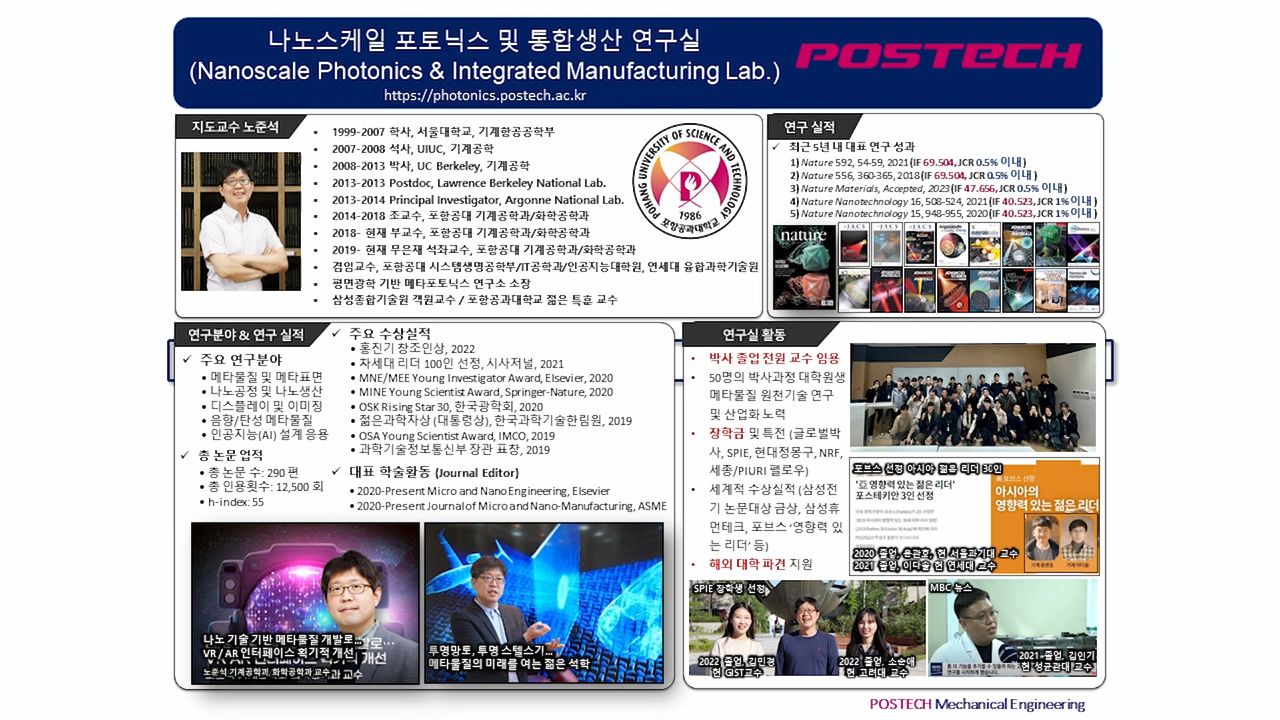 나노스케일 포토닉스 및 통합생산 연구실
(Nanoscale Photonics & Integrated Manufacturing Lab.)
https://photonics.postech.ac.kr
POSTECH
지도교수 노준석
• 1999-2007 학사, 서울대학교, 기계항공공학부
• 2007-2008 석사, UIUC, 기계공학
• 2008-2013 박사, UC Berkeley, 기계공학
• 2013-2013 Postdoc, Lawrence Berkeley National Lab.
• 2013-2014 Principal Investigator, Argonne National Lab.
• 2014-2018 조교수, 포항공대 기계공학과/화학공학과
• 2018- 현재 부교수, 포항공대 기계공학과/화학공학과
• 2019- 현재 무은재 석좌교수, 포항공대 기계공학과/화학공학과
• 겸임교수, 포항공대 시스템생명공학부/IT공학과/인공지능대학원, 연세대 융합과학기술원
• 평면광학 기반 메타포토닉스 연구소 소장
• 삼성종합기술원 객원교수 / 포항공과대학교 젊은 특훈 교수
POHANG UNIVERSITY OF SCIENCE AND TECHNOLOGY
1986
포항공과대학교
연구 실적
✓ 최근 5년 내 대표 연구 성과
1) Nature 592, 54-59, 2021 (IF 69.504, JCR 0.5% 이내)
2) Nature 556, 360-365, 2018 (IF 69.504, JCR 0.5% 이내)
3) Nature Materials, Accepted, 2023 (IF 47.656, JCR 0.5% 이내)
4) Nature Nanotechnology 16, 508-524, 2021 (IF 40.523, JCR 1% 이내)
5) Nature Nanotechnology 15, 948-955, 2020 (IF 40.523, JCR 1% 이내)
nature
JACS
JACS
연구분야 & 연구 실적
✓ 주요 연구분야
• 메타물질 및 메타표면
• 나노공정 및 나노생산
• 디스플레이 및 이미징
• 음향/탄성 메타물질
• 인공지능(AI) 설계 응용
✓ 총 논문 업적
• 총 논문 수: 290 편
• 총 인용횟수: 12,500 회
• h-index: 55
✓ 주요 수상실적
• 홍진기 창조인상, 2022
• 차세대 리더 100인 선정, 시사저널, 2021
• MNE/MEE Young Investigator Award, Elsevier, 2020
• MINE Young Scientist Award, Springer-Nature, 2020
• OSK Rising Star 30, 한국광학회, 2020
• 젊은과학자상 (대통령상), 한국과학기술한림원, 2019
• OSA Young Scientist Award, IMCO, 2019
• 과학기술정보통신부 장관 표창, 2019
✓ 대표 학술활동 (Journal Editor)
• 2020-Present Micro and Nano Engineering, Elsevier
• 2020-Present Journal of Micro and Nano-Manufacturing, ASME
나노 기술 기반 메타물질 개발로...
VR / AR 인터페이스 획기적 개선
노준석 기계공학과, 화학공학과 교수
투명망토, 투명 스텔스기...
메타물질의 미래를 여는 젊은 석학
연구실 활동
• 박사 졸업 전원 교수 임용
• 50명의 박사과정 대학원생
메타물질 원천기술 연구
및 산업화 노력
• 장학금 및 특전 (글로벌박
사, SPIE, 현대정몽구, NRF,
세종/PIURI 펠로우)
• 세계적 수상실적 (삼성전
기 논문대상 금상, 삼성휴
먼테크, 포브스 ‘영향력 있
는 리더’ 등)
• 해외 대학 파견 지원
포브스 선정 아시아 젊은 리더 30인
'亞 영향력 있는 젊은 리더'
포스테키안 3인 선정
美 포브스 선정
아시아의
영향력 있는 젊은 리더
2020 졸업, 윤관호, 현 서울과기대 교수
2021 졸업, 이다솔, 현 연세대 교수
SPIE 장학생 선정
2022 졸업, 김민경
현 GIST교수
2022 졸업, 소순애
현 고려대 교수
MBC 뉴스
2021 졸업, 김인기
현 성균관대 교수
POSTECH Mechanical Engineering